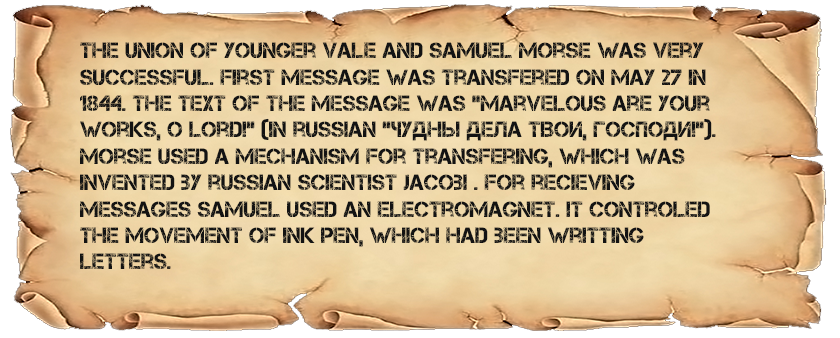 THE UNION OF YOUNGER VALE AND SAMUEL MORSE WAS VERY
SUCCESSFUL. FIRST MESSAGE WAS TRANSFERED ON MAY 27 IN
1844. THE TEXT OF THE MESSAGE WAS "MARVELOUS ARE YOUR
WORKS, O LORD!" (IN RUSSIAN "ЧУДНЫ ДЕЛА ТВОИ, ГОСПОДИ!").
MORSE USED A MECHANISM FOR TRANSFERING, WHICH WAS
INVENTED BY RUSSIAN SCIENTIST JACOBI . FOR RECIEVING
MESSAGES SAMUEL USED AN ELECTROMAGNET. IT CONTROLED
THE MOVEMENT OF INK PEN, WHICH HAD BEEN WRITTING
LETTERS.